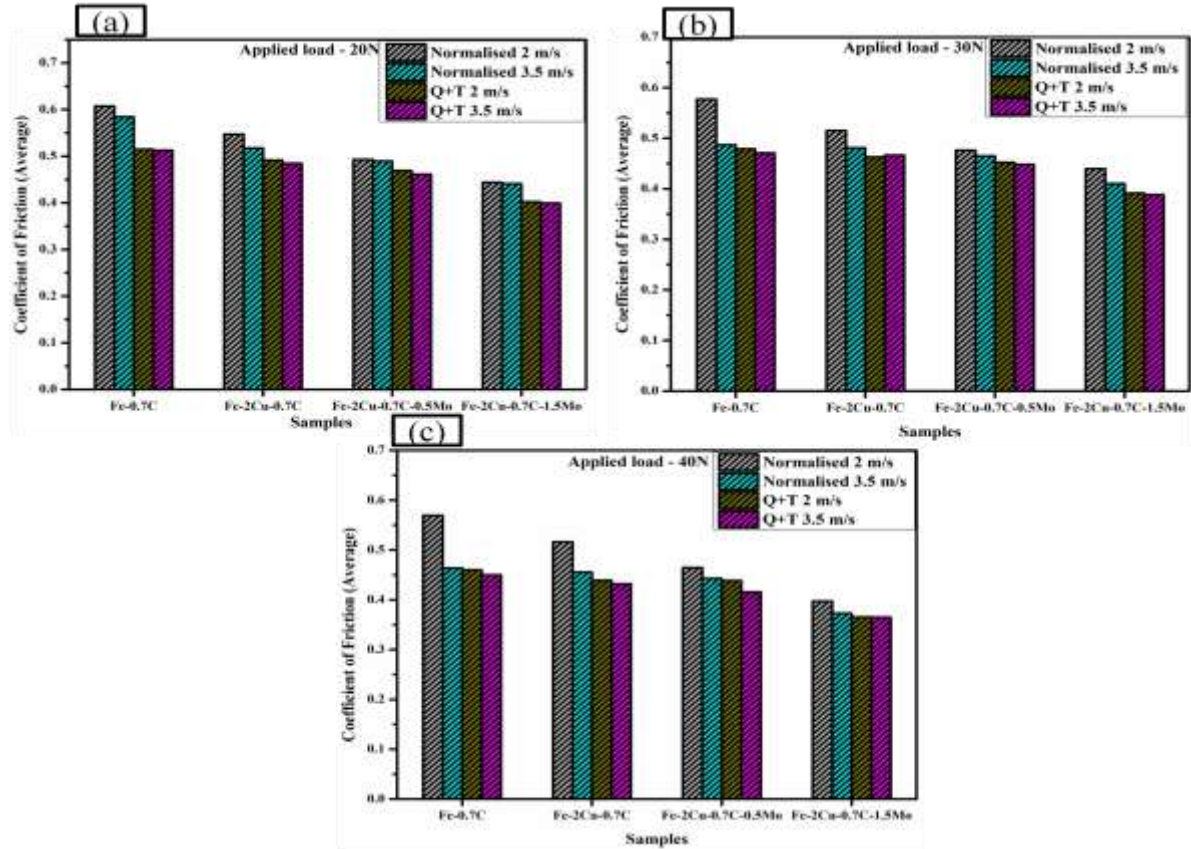 (a)
Applied load - 20N
Normalised 2 m/s
Normalised 3.5 m/s
Q+T 2 m/s
Q+T 3.5 m/s
Coefficient of Friction (Average)
0.7
0.6
0.5
0.4
0.3
0.2
0.1
0.0
Fe-0.7C
Fe-2Cu-0.7C
Fe-2Cu-0.7C-0.5Mo
Fe-2Cu-0.7C-1.5Mo
Samples
(b)
Applied load - 30N
Normalised 2 m/s
Normalised 3.5 m/s
Q+T 2 m/s
Q+T 3.5 m/s
Coefficient of Friction (Average)
0.7
0.6
0.5
0.4
0.3
0.2
0.1
0.0
Fe-0.7C
Fe-2Cu-0.7C
Fe-2Cu-0.7C-0.5Mo
Fe-2Cu-0.7C-1.5Mo
Samples
(c)
Applied load - 40N
Normalised 2 m/s
Normalised 3.5 m/s
Q+T 2 m/s
Q+T 3.5 m/s
Coefficient of Friction (Average)
0.7
0.6
0.5
0.4
0.3
0.2
0.1
0.0
Fe-0.7C
Fe-2Cu-0.7C
Fe-2Cu-0.7C-0.5Mo
Fe-2Cu-0.7C-1.5Mo
Samples